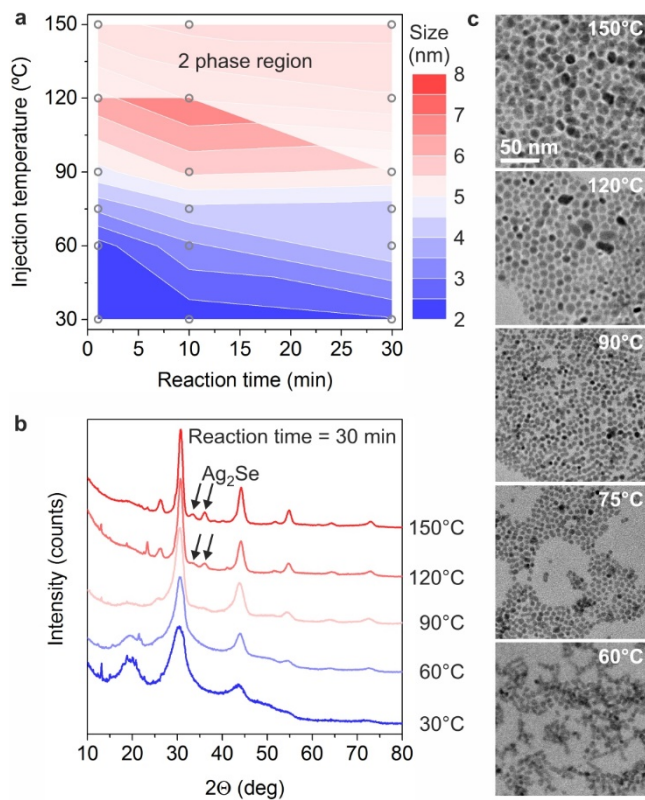 a
150
120
90
60
30
Injection temperature (ºC)
2 phase region
0
5
10
15
20
25
30
Reaction time (min)
Size
(nm)
8
7
6
5
4
3
2
b
Reaction time = 30 min
Ag₂Se
150°C
120°C
90°C
60°C
30°C
Intensity (counts)
10
20
30
40
50
60
70
80
2Θ (deg)
c
150°C
50 nm
120°C
90°C
75°C
60°C